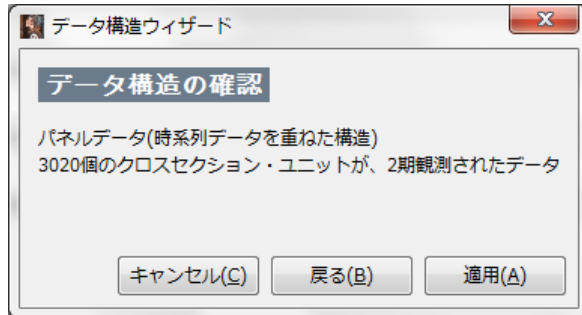 データ構造ウィザード
データ構造の確認
パネルデータ(時系列データを重ねた構造)
3020個のクロスセクション・ユニットが、2期観測されたデータ
キャンセル(C) 戻る(B) 適用(A)